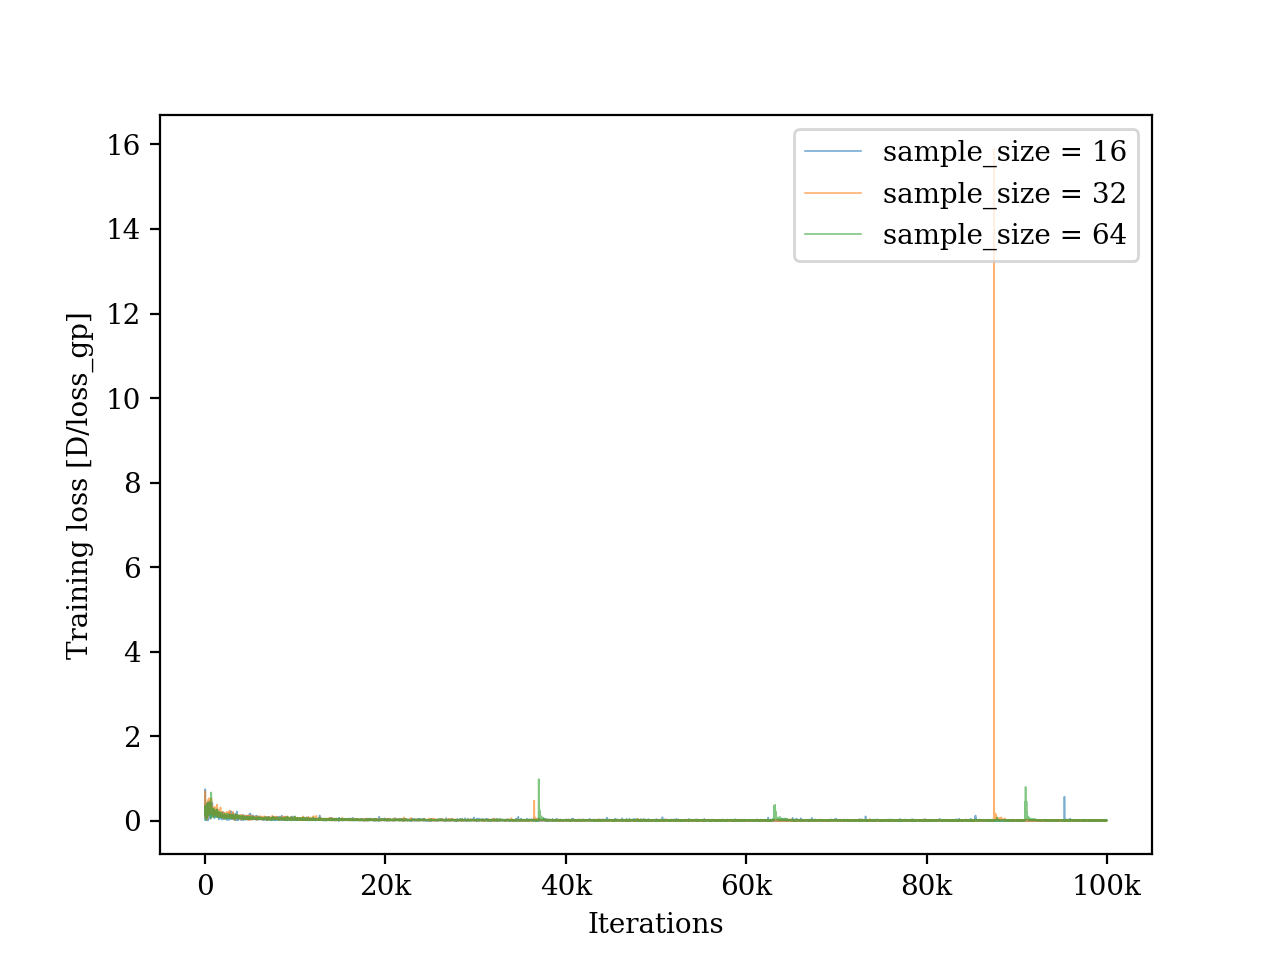 16
14
12
10
8
6
4
2
0
Training loss [D/loss_gp]
sample_size = 16
sample_size = 32
sample_size = 64
0 20k 40k 60k 80k 100k
Iterations